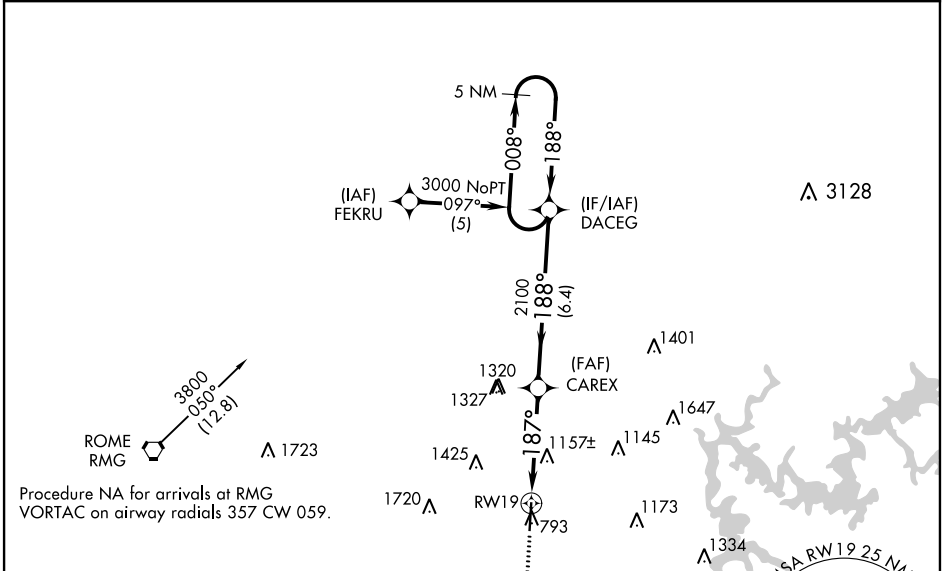 5 NM
008°
188°
(IAF)
FEKRU
3000 NoPT
097°
(5)
(IF/IAF)
DACEG
3128
2100
188°
(6.4)
1401
(FAF)
CAREX
1320
1327
3800
050°
(12.8)
1647
187°
ROME
RMG
1723
1425
1157±
1145
Procedure NA for arrivals at RMG
VORTAC on airway radials 357 CW 059.
1720
RW19
793
1173
1334
RW19 25